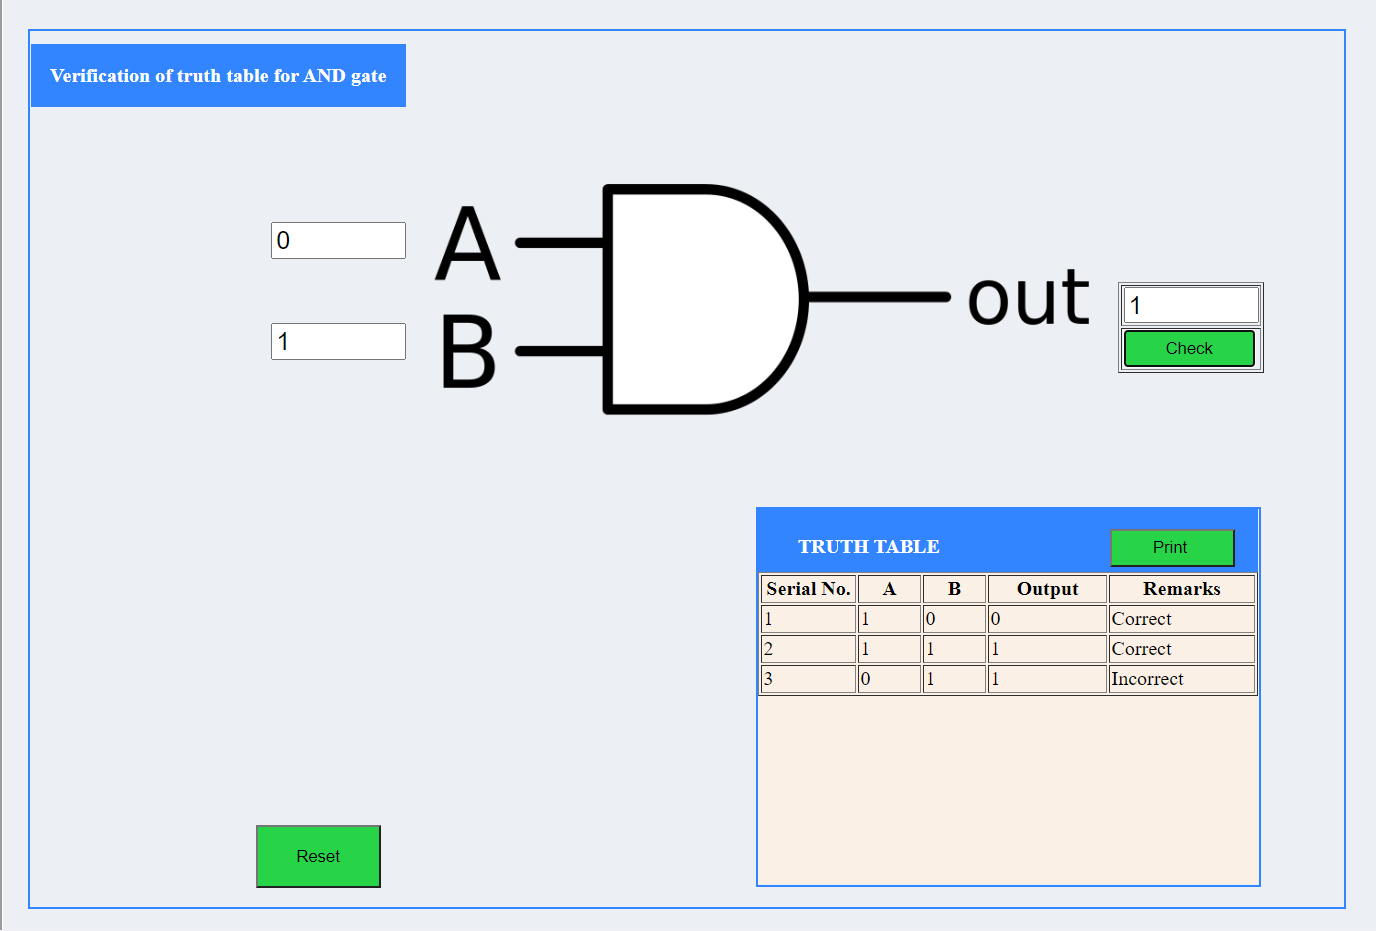 Verification of truth table for AND gate
0
A
1
B
out
1
Check
TRUTH TABLE
Print
Serial No. A B Output Remarks
1 1 0 0 Correct
2 1 1 1 Correct
3 0 1 1 Incorrect
Reset